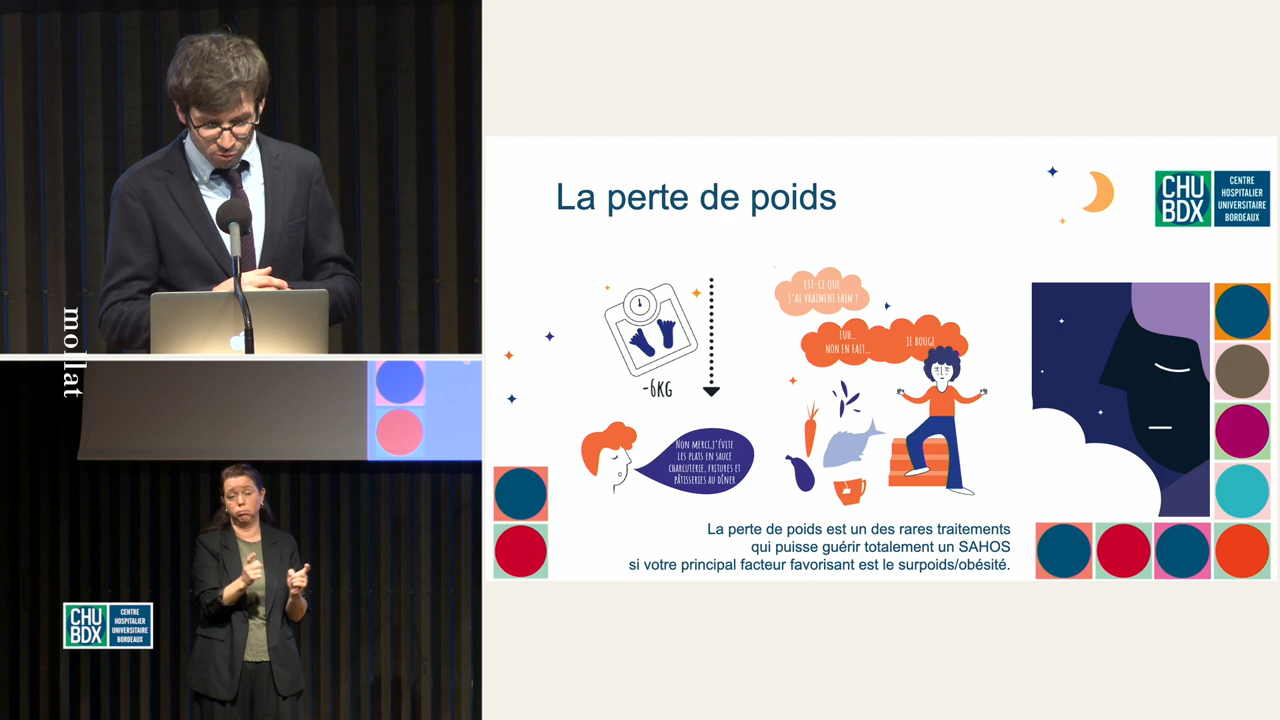 mollat
CHU
BDX
CENTRE
HOSPITALIER
UNIVERSITAIRE
BORDEAUX
La perte de poids
CHU
BDX
CENTRE
HOSPITALIER
UNIVERSITAIRE
BORDEAUX
EST-CE QUE
J'AI VRAIMENT FAIM ?
EUH...
NON EN FAIT...
JE BOUGE
-6KG
NON MERCI,J'ÉVITE
LES PLATS EN SAUCE
CHARCUTERIE, FRITURES ET
PÂTISSERIES AU DÎNER
La perte de poids est un des rares traitements
qui puisse guérir totalement un SAHOS
si votre principal facteur favorisant est le surpoids/obésité.